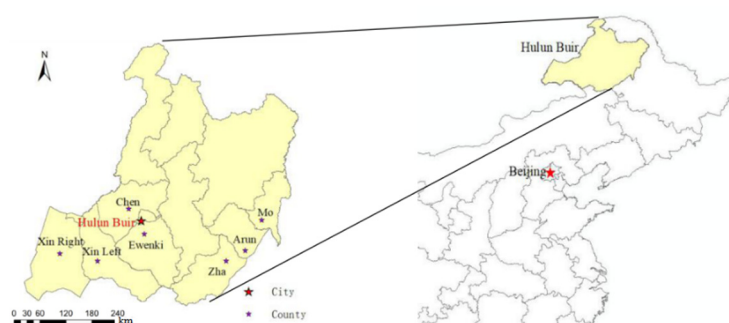 N
Hulun Buir
Beijing
Chen
Hulun Buir
Mo
Ewenki
Arun
Xin Right
Xin Left
Zha
City
County
0 30 60 120 180 240
km